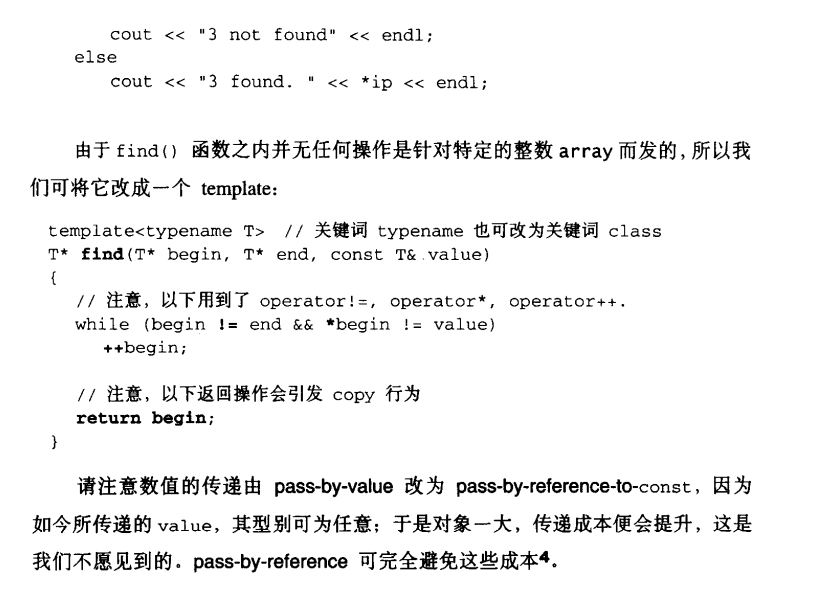 cout << "3 not found" << endl;
else
cout << "3 found. " << *ip << endl;
由于 find() 函数之内并无任何操作是针对特定的整数 array 而发的,所以我
们可将它改成一个 template:
template<typename T> // 关键词 typename 也可改为关键词 class
T* find(T* begin, T* end, const T& value)
{
// 注意，以下用到了 operator!=, operator*, operator++.
while (begin != end && *begin != value)
++begin;
// 注意，以下返回操作会引发 copy 行为
return begin;
}
请注意数值的传递由 pass-by-value 改为 pass-by-reference-to-const，因为
如今所传递的 value，其型别可为任意；于是对象一大，传递成本便会提升，这是
我们不愿见到的。pass-by-reference 可完全避免这些成本4。